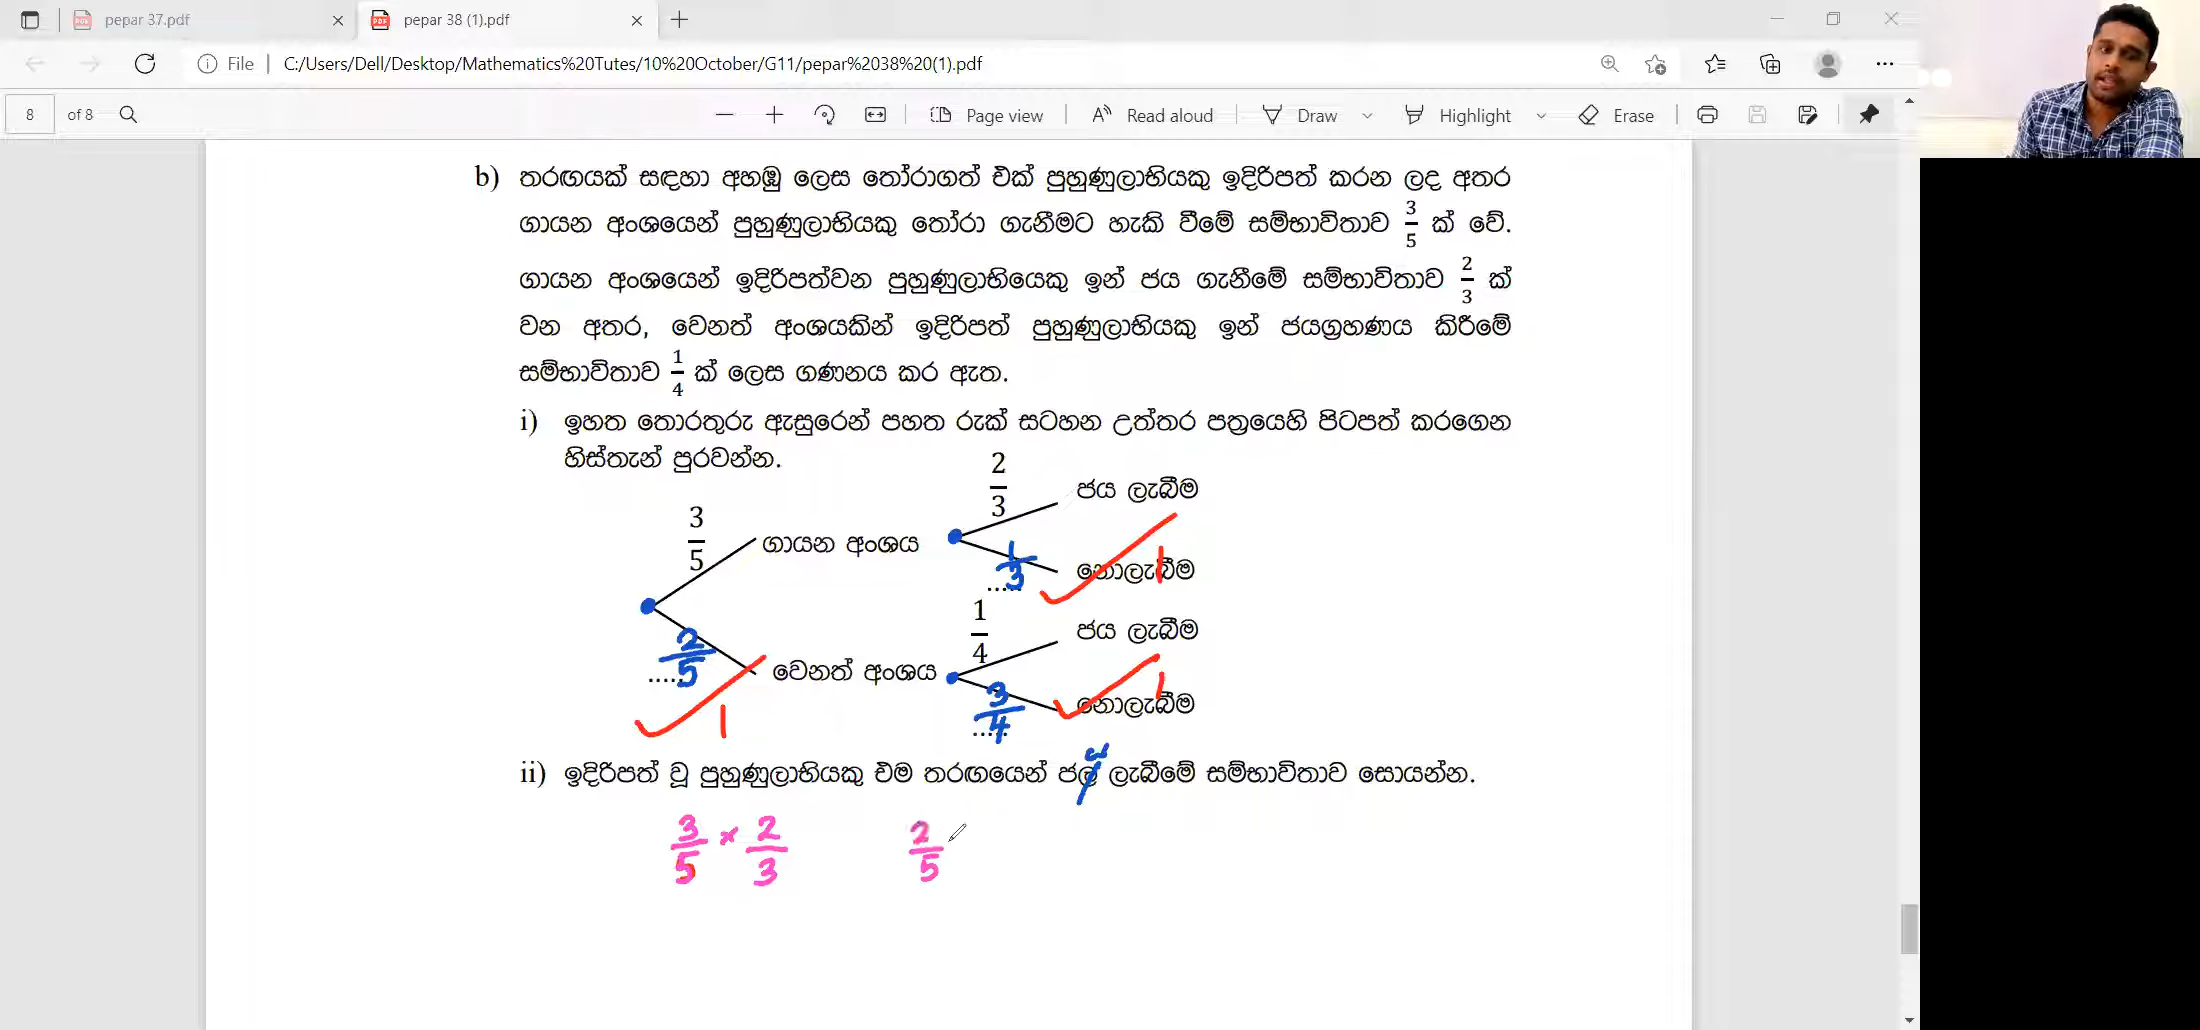 pepar 37.pdf
pepar 38 (1).pdf
File | C:/Users/Dell/Desktop/Mathematics%20Tutes/10%20October/G11/pepar%2038%20(1).pdf
8 of 8 Page view Read aloud Draw Highlight Erase
b) තරඟයක් සඳහා අහඹු ලෙස තෝරාගත් එක් පුහුණුලාභියකු ඉදිරිපත් කරන ලද අතර
ගායන අංශයෙන් පුහුණුලාභියකු තෝරා ගැනීමට හැකි වීමේ සම්භාවිතාව 3/5 ක් වේ.
ගායන අංශයෙන් ඉදිරිපත්වන පුහුණුලාභියෙකු ඉන් ජය ගැනීමේ සම්භාවිතාව 2/3 ක්
වන අතර, වෙනත් අංශයකින් ඉදිරිපත් පුහුණුලාභියකු ඉන් ජයග්‍රහණය කිරීමේ
සම්භාවිතාව 1/4 ක් ලෙස ගණනය කර ඇත.
i) ඉහත තොරතුරු ඇසුරෙන් පහත රුක් සටහන උත්තර පත්‍රයෙහි පිටපත් කරගෙන
හිස්තැන් පුරවන්න.
2/3 ජය ලැබීම
3/5 ගායන අංශය
1/3 ..... නොලැබීම 1
1/4 ජය ලැබීම
2/5 ..... වෙනත් අංශය
3/4 ..... නොලැබීම 1
1
ii) ඉදිරිපත් වූ පුහුණුලාභියකු එම තරඟයෙන් ජල ලැබීමේ සම්භාවිතාව සොයන්න.
3/5 × 2/3 2/5